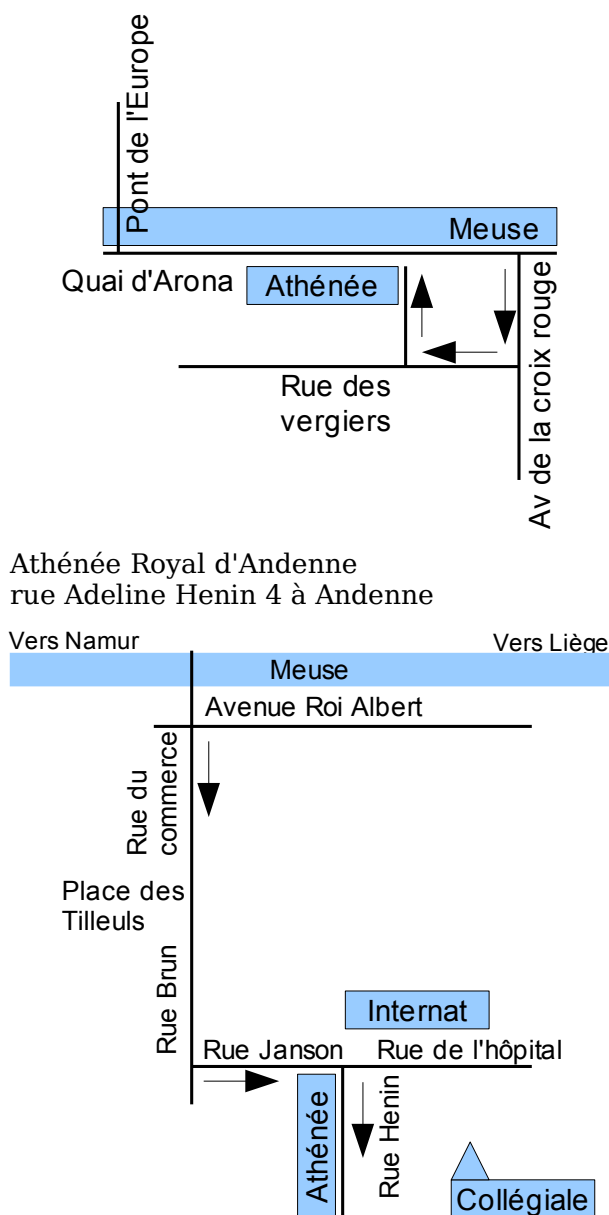 Pont de l'Europe
Meuse
Quai d'Arona
Athénée
Av de la croix rouge
Rue des
vergiers
Athénée Royal d'Andenne
rue Adeline Henin 4 à Andenne
Vers Namur
Vers Liège
Meuse
Avenue Roi Albert
Rue du
commerce
Place des
Tilleuls
Rue Brun
Internat
Rue Janson
Rue de l'hôpital
Athénée
Rue Henin
Collégiale